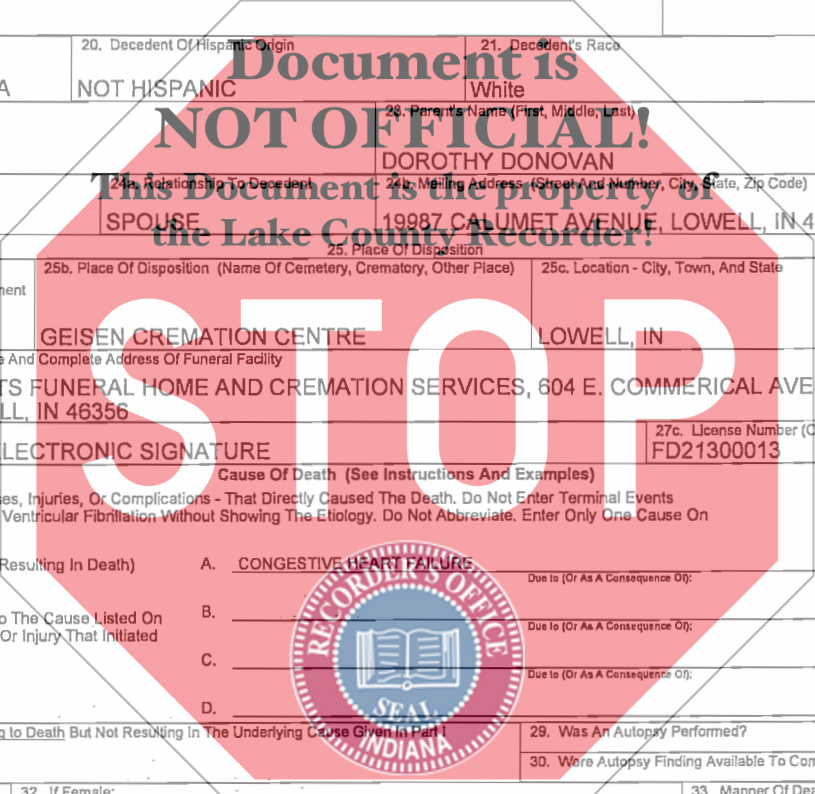 20. Decedent Of Hispanic Origin
21. Decedent's Race
A
NOT HISPANIC
White
Document is
23. Parent's Name (First, Middle, Last)
NOT OFFICIAL!
DOROTHY DONOVAN
24a. Relationship To Decedent
24b. Mailing Address (Street And Number, City, State, Zip Code)
This Document is the property of
SPOUSE
19987 CALUMET AVENUE, LOWELL, IN 4
the Lake County Recorder!
25. Place Of Disposition
25b. Place Of Disposition (Name Of Cemetery, Crematory, Other Place)
25c. Location - City, Town, And State
ment
GEISEN CREMATION CENTRE
LOWELL, IN
STOP
e And Complete Address Of Funeral Facility
TS FUNERAL HOME AND CREMATION SERVICES, 604 E. COMMERICAL AVE
LL, IN 46356
27c. License Number (O
LECTRONIC SIGNATURE
FD21300013
Cause Of Death (See Instructions And Examples)
es, Injuries, Or Complications - That Directly Caused The Death. Do Not Enter Terminal Events
Ventricular Fibrillation Without Showing The Etiology. Do Not Abbreviate. Enter Only One Cause On
Resulting In Death)
A. CONGESTIVE HEART FAILURE
Due to (Or As A Consequence Of):
o The Cause Listed On
B.
Or Injury That Initiated
Due to (Or As A Consequence Of):
C.
Due to (Or As A Consequence Of):
D.
RECORDER'S OFFICE
SEAL
INDIANA
g to Death But Not Resulting In The Underlying Cause Given In Part I
29. Was An Autopsy Performed?
30. Were Autopsy Finding Available To Com
32. If Female:
33. Manner Of Dea